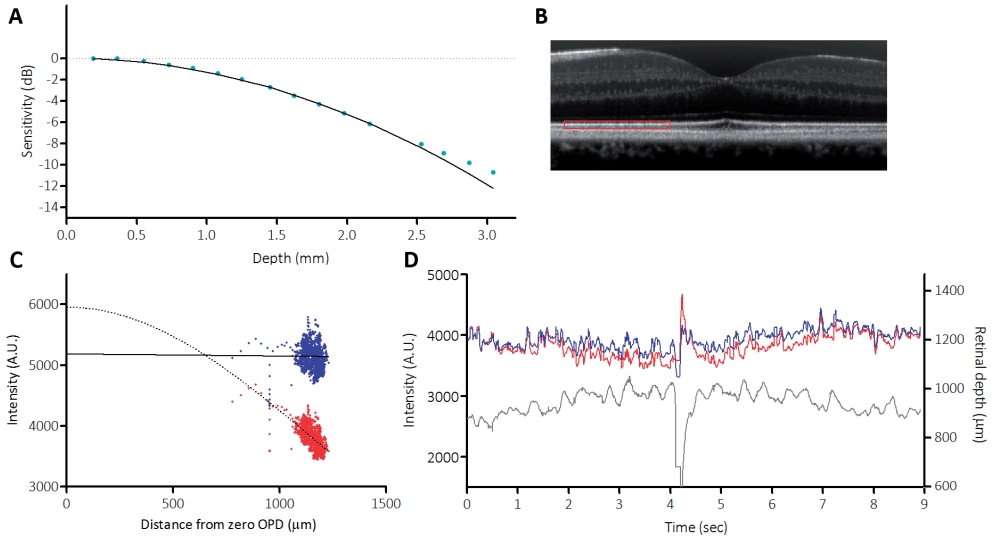 A
B
Sensitivity (dB)
0
-2
-4
-6
-8
-10
-12
-14
0.0 0.5 1.0 1.5 2.0 2.5 3.0
Depth (mm)
C
D
Intensity (A.U.)
6000
5000
4000
3000
0 500 1000 1500
Distance from zero OPD (µm)
Intensity (A.U.)
5000
4000
3000
2000
0 1 2 3 4 5 6 7 8 9
Time (sec)
1400
1200
1000
800
600
Retinal depth (µm)